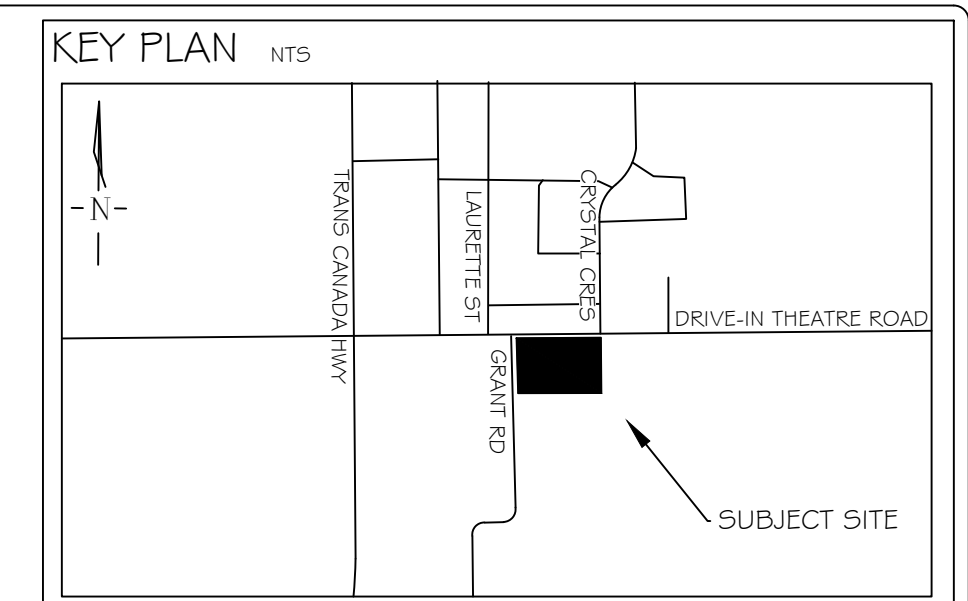 KEY PLAN NTS
-N-
TRANS CANADA HWY
LAURETTE ST
CRYSTAL CRES
DRIVE-IN THEATRE ROAD
GRANT RD
SUBJECT SITE